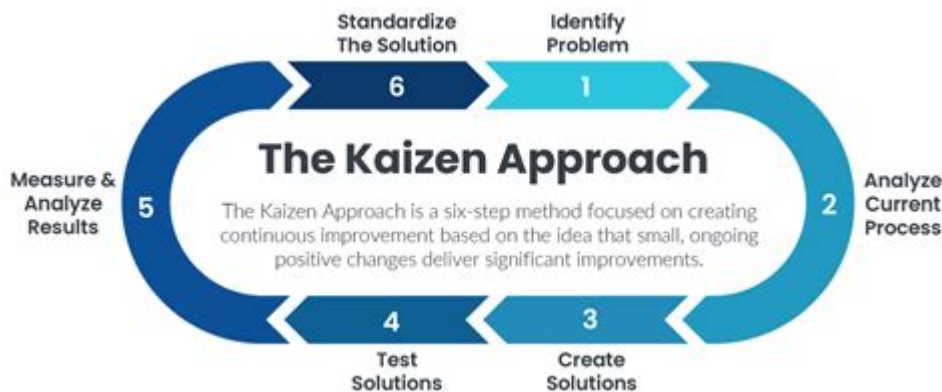 Standardize
The Solution
6
Identify
Problem
1
The Kaizen Approach
The Kaizen Approach is a six-step method focused on creating
continuous improvement based on the idea that small, ongoing
positive changes deliver significant improvements.
2
Analyze
Current
Process
3
Create
Solutions
4
Test
Solutions
5
Measure &
Analyze
Results